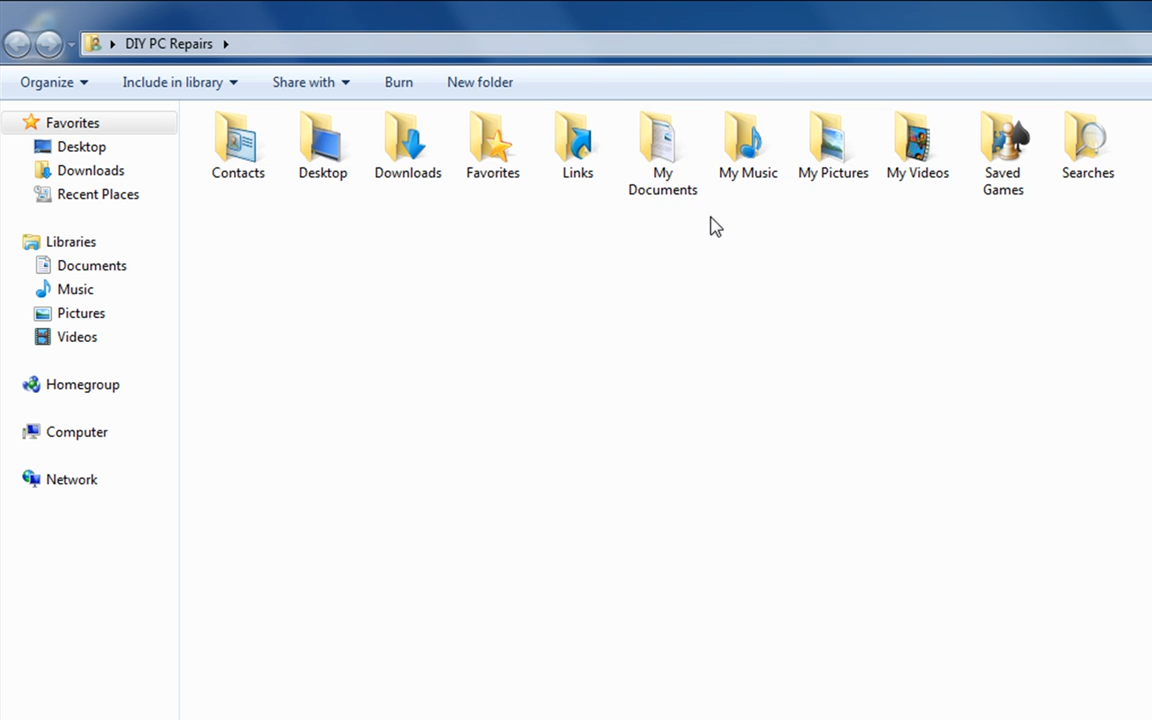 DIY PC Repairs
Organize Include in library Share with Burn New folder
Favorites
Desktop
Downloads
Recent Places
Libraries
Documents
Music
Pictures
Videos
Homegroup
Computer
Network
Contacts Desktop Downloads Favorites Links My Documents My Music My Pictures My Videos Saved Games Searches